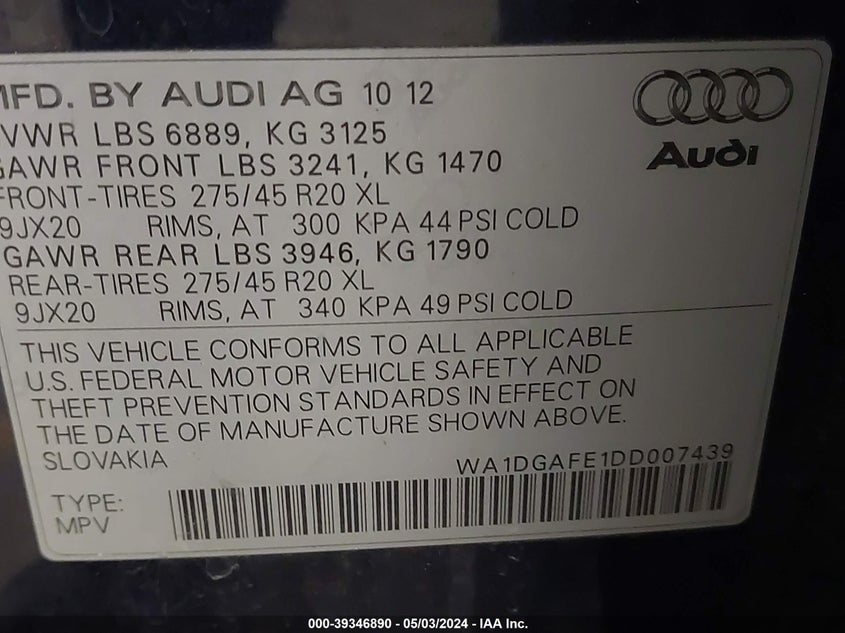 MFD. BY AUDI AG 10 12
VWR LBS 6889, KG 3125
GAWR FRONT LBS 3241, KG 1470
FRONT-TIRES 275/45 R20 XL
9JX20 RIMS, AT 300 KPA 44 PSI COLD
GAWR REAR LBS 3946, KG 1790
REAR-TIRES 275/45 R20 XL
9JX20 RIMS, AT 340 KPA 49 PSI COLD
Audi
THIS VEHICLE CONFORMS TO ALL APPLICABLE
U.S. FEDERAL MOTOR VEHICLE SAFETY AND
THEFT PREVENTION STANDARDS IN EFFECT ON
THE DATE OF MANUFACTURE SHOWN ABOVE.
SLOVAKIA
WA1DGAFE1DD007439
TYPE:
MPV
000-39346890 - 05/03/2024 - IAA Inc.